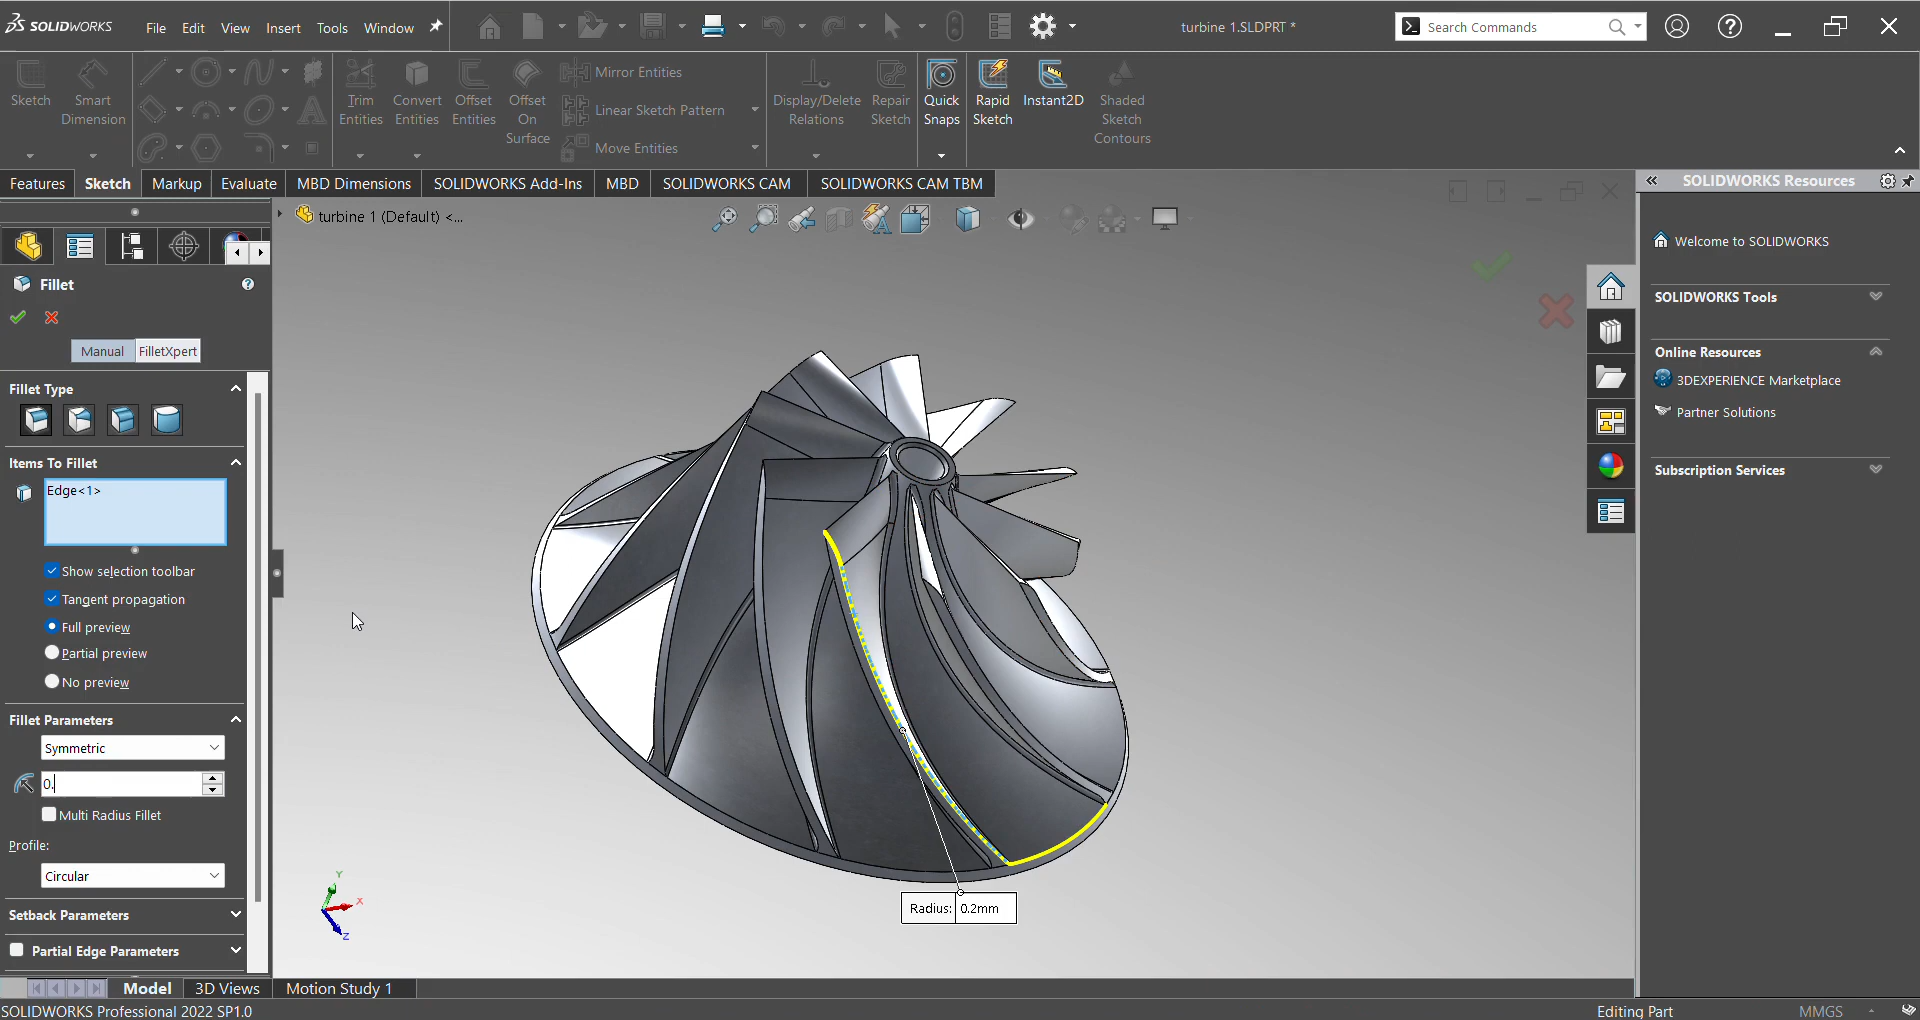 SOLIDWORKS
File Edit View Insert Tools Window
turbine 1.SLDPRT *
Search Commands
Sketch
Smart Dimension
Trim Entities
Convert Entities
Offset Entities
Offset On Surface
Mirror Entities
Linear Sketch Pattern
Move Entities
Display/Delete Relations
Repair Sketch
Quick Snaps
Rapid Sketch
Instant2D
Shaded Sketch Contours
Features Sketch Markup Evaluate MBD Dimensions SOLIDWORKS Add-Ins MBD SOLIDWORKS CAM SOLIDWORKS CAM TBM
turbine 1 (Default) <...
Fillet
Manual FilletXpert
Fillet Type
Items To Fillet
Edge<1>
Show selection toolbar
Tangent propagation
Full preview
Partial preview
No preview
Fillet Parameters
Symmetric
0.
Multi Radius Fillet
Profile:
Circular
Setback Parameters
Partial Edge Parameters
Y
X
Z
Radius: 0.2mm
SOLIDWORKS Resources
Welcome to SOLIDWORKS
SOLIDWORKS Tools
Online Resources
3DEXPERIENCE Marketplace
Partner Solutions
Subscription Services
Model 3D Views Motion Study 1
SOLIDWORKS Professional 2022 SP1.0
Editing Part
MMGS